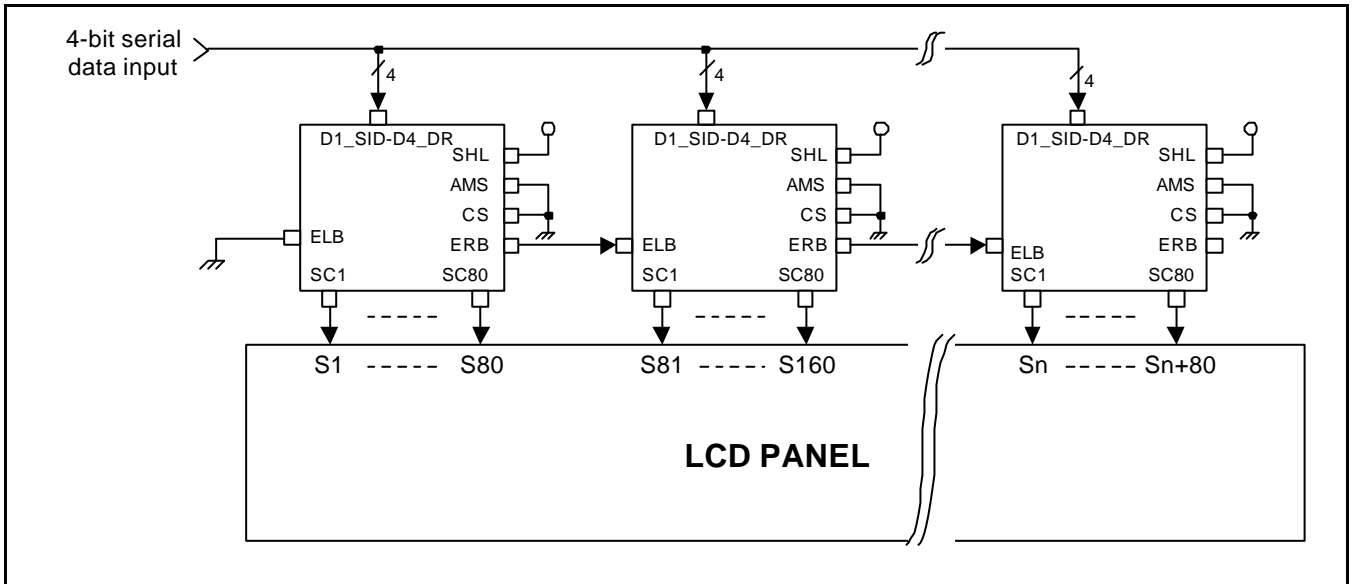 4-bit serial
data input
4
4
4
D1_SID-D4_DR
SHL
AMS
CS
ERB
ELB
SC1
SC80
D1_SID-D4_DR
SHL
AMS
CS
ERB
ELB
SC1
SC80
D1_SID-D4_DR
SHL
AMS
CS
ERB
ELB
SC1
SC80
S1 ----- S80
S81 ----- S160
Sn ----- Sn+80
LCD PANEL